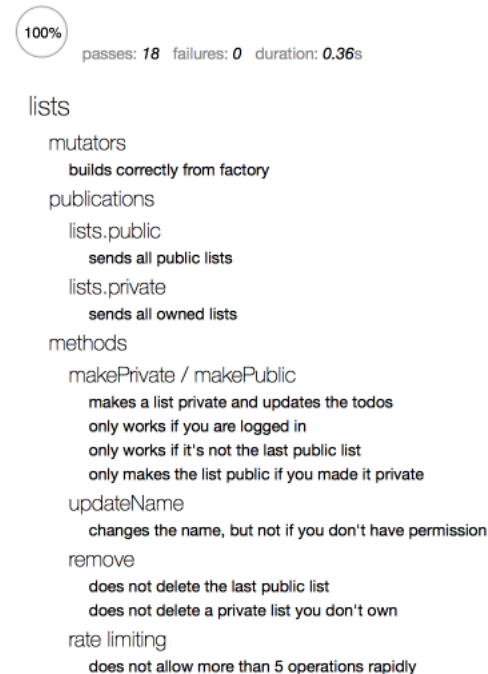 100%
passes: 18 failures: 0 duration: 0.36s
lists
mutators
builds correctly from factory
publications
lists.public
sends all public lists
lists.private
sends all owned lists
methods
makePrivate / makePublic
makes a list private and updates the todos
only works if you are logged in
only works if it's not the last public list
only makes the list public if you made it private
updateName
changes the name, but not if you don't have permission
remove
does not delete the last public list
does not delete a private list you don't own
rate limiting
does not allow more than 5 operations rapidly